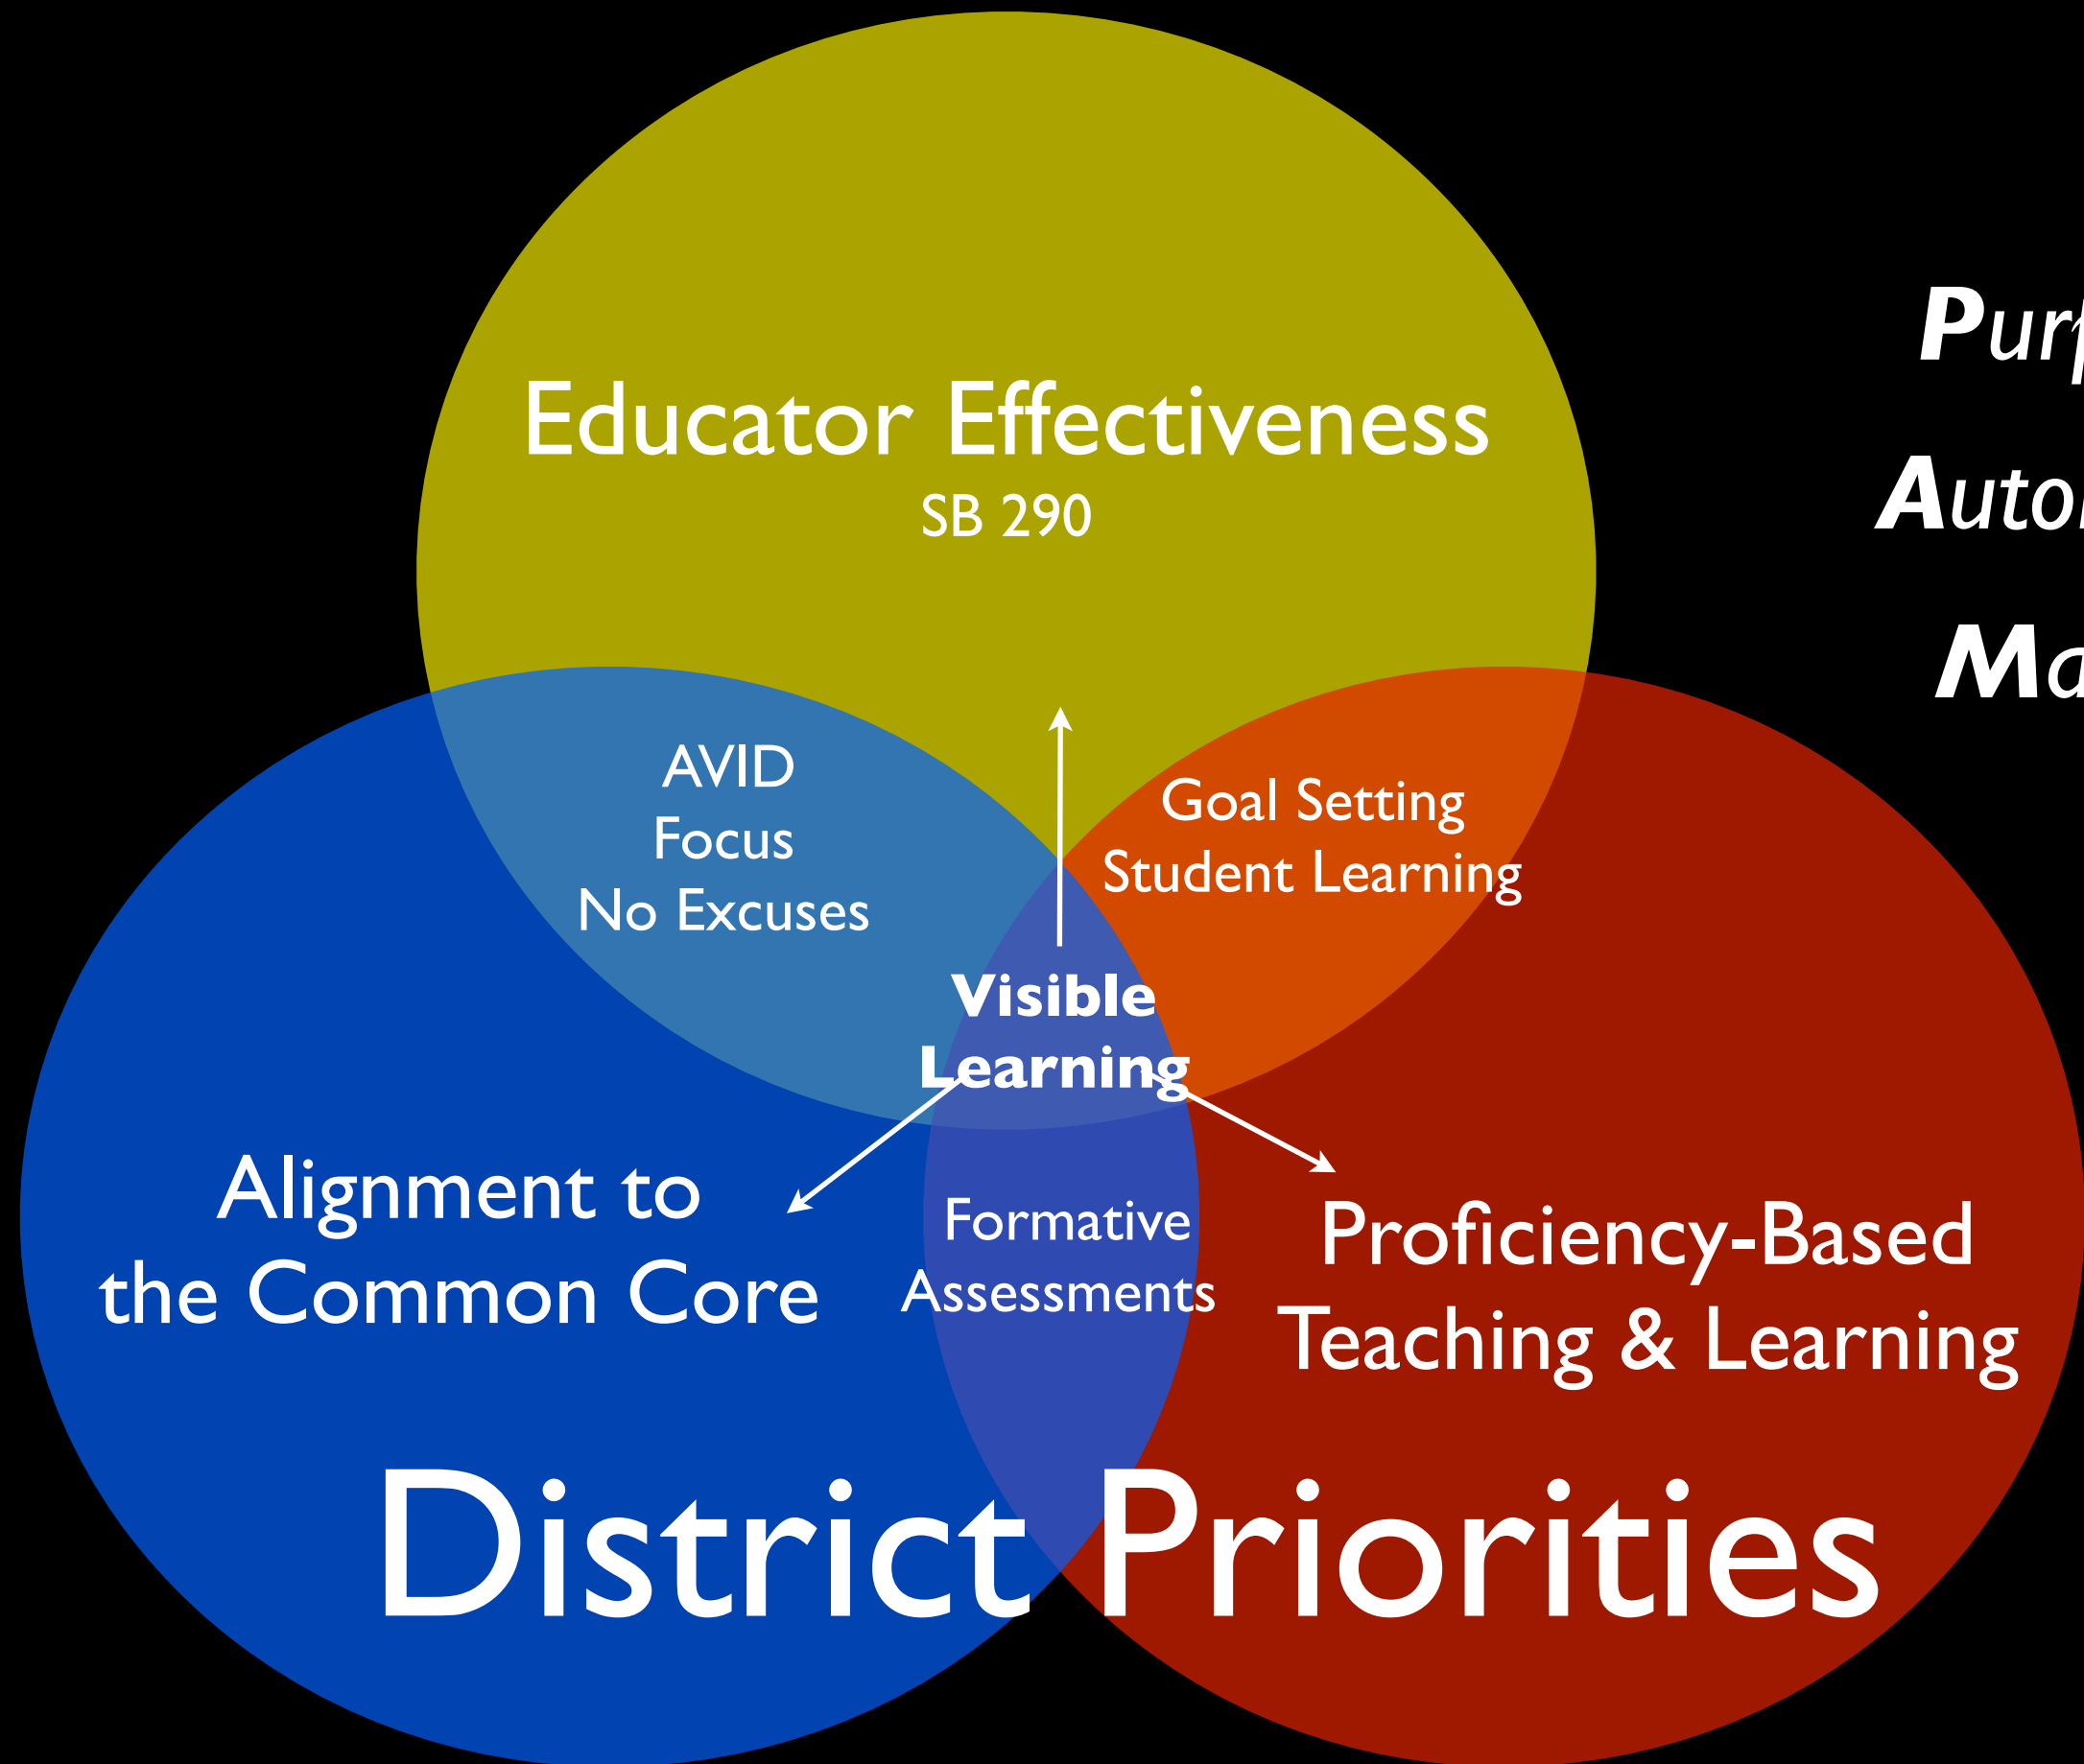 Educator Effectiveness
SB 290
AVID
Focus
No Excuses
Goal Setting
Student Learning
Visible
Learning
Alignment to
the Common Core
Formative
Assessments
Proficiency-Based
Teaching & Learning
District Priorities